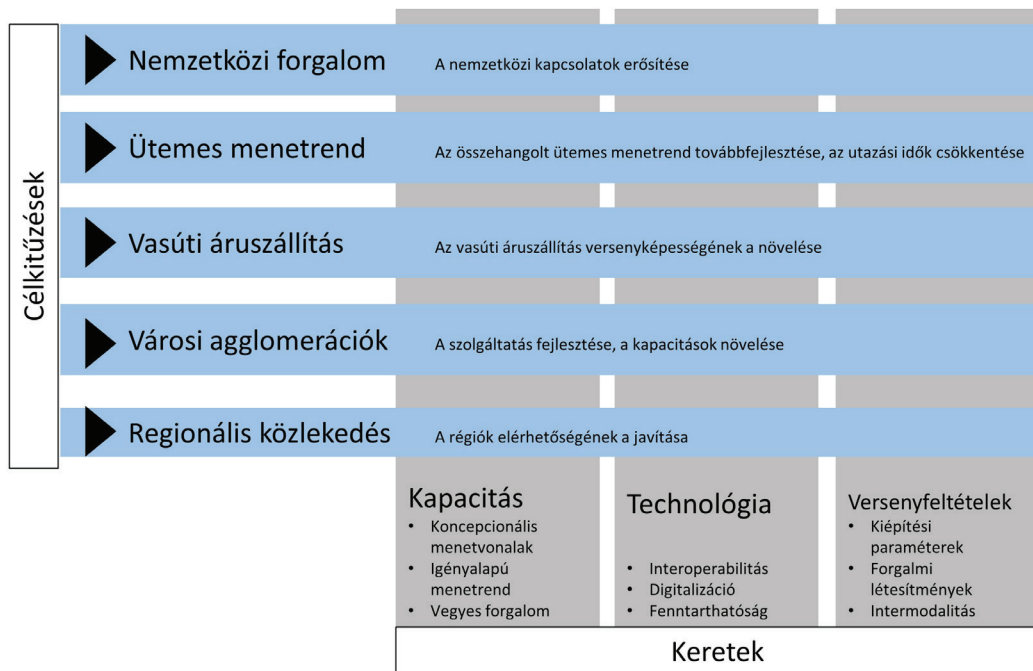 Célkitűzések
Nemzetközi forgalom
A nemzetközi kapcsolatok erősítése
Ütemes menetrend
Az összehangolt ütemes menetrend továbbfejlesztése, az utazási idők csökkentése
Vasúti áruszállítás
Az vasúti áruszállítás versenyképességének a növelése
Városi agglomerációk
A szolgáltatás fejlesztése, a kapacitások növelése
Regionális közlekedés
A régiók elérhetőségének a javítása
Kapacitás
• Koncepcionális
menetvonalak
• Igényalapú
menetrend
• Vegyes forgalom
Technológia
• Interoperabilitás
• Digitalizáció
• Fenntarthatóság
Versenyfeltételek
• Kiépítési
paraméterek
• Forgalmi
létesítmények
• Intermodalitás
Keretek